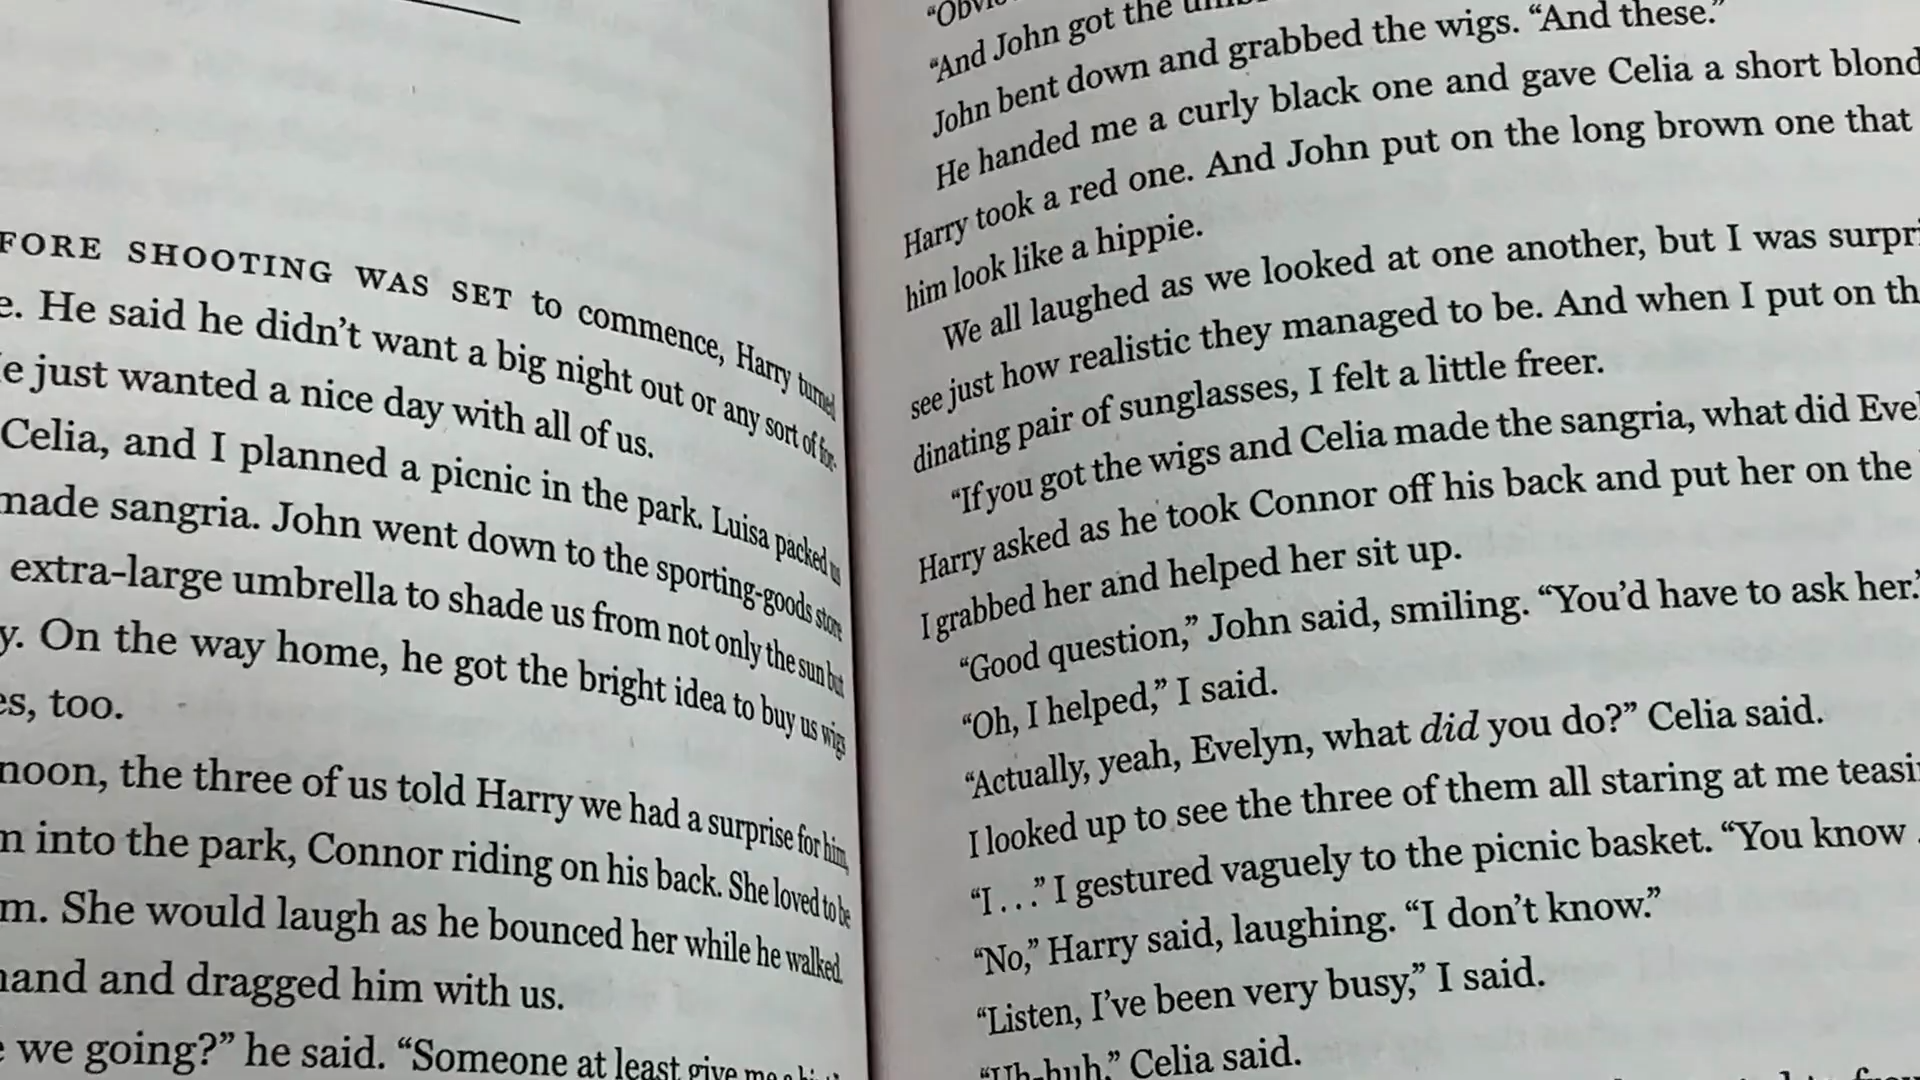 FORE SHOOTING WAS SET to commence, Harry turned
e. He said he didn't want a big night out or any sort of for-
e just wanted a nice day with all of us.
Celia, and I planned a picnic in the park. Luisa packed us
made sangria. John went down to the sporting-goods store
extra-large umbrella to shade us from not only the sun but
y. On the way home, he got the bright idea to buy us wigs
es, too.
noon, the three of us told Harry we had a surprise for him,
n into the park, Connor riding on his back. She loved to be
m. She would laugh as he bounced her while he walked.
hand and dragged him with us.
we going?” he said. “Someone at least give me a
“And John got the
John bent down and grabbed the wigs. “And these.”
He handed me a curly black one and gave Celia a short blond
Harry took a red one. And John put on the long brown one that
him look like a hippie.
We all laughed as we looked at one another, but I was surpri
see just how realistic they managed to be. And when I put on th
dinating pair of sunglasses, I felt a little freer.
“If you got the wigs and Celia made the sangria, what did Evel
Harry asked as he took Connor off his back and put her on the
I grabbed her and helped her sit up.
“Good question,” John said, smiling. “You'd have to ask her.”
“Oh, I helped,” I said.
“Actually, yeah, Evelyn, what did you do?” Celia said.
I looked up to see the three of them all staring at me teasi
“I . . .” I gestured vaguely to the picnic basket. “You know .
“No,” Harry said, laughing. “I don't know.”
“Listen, I've been very busy,” I said.
“Uh-huh,” Celia said.